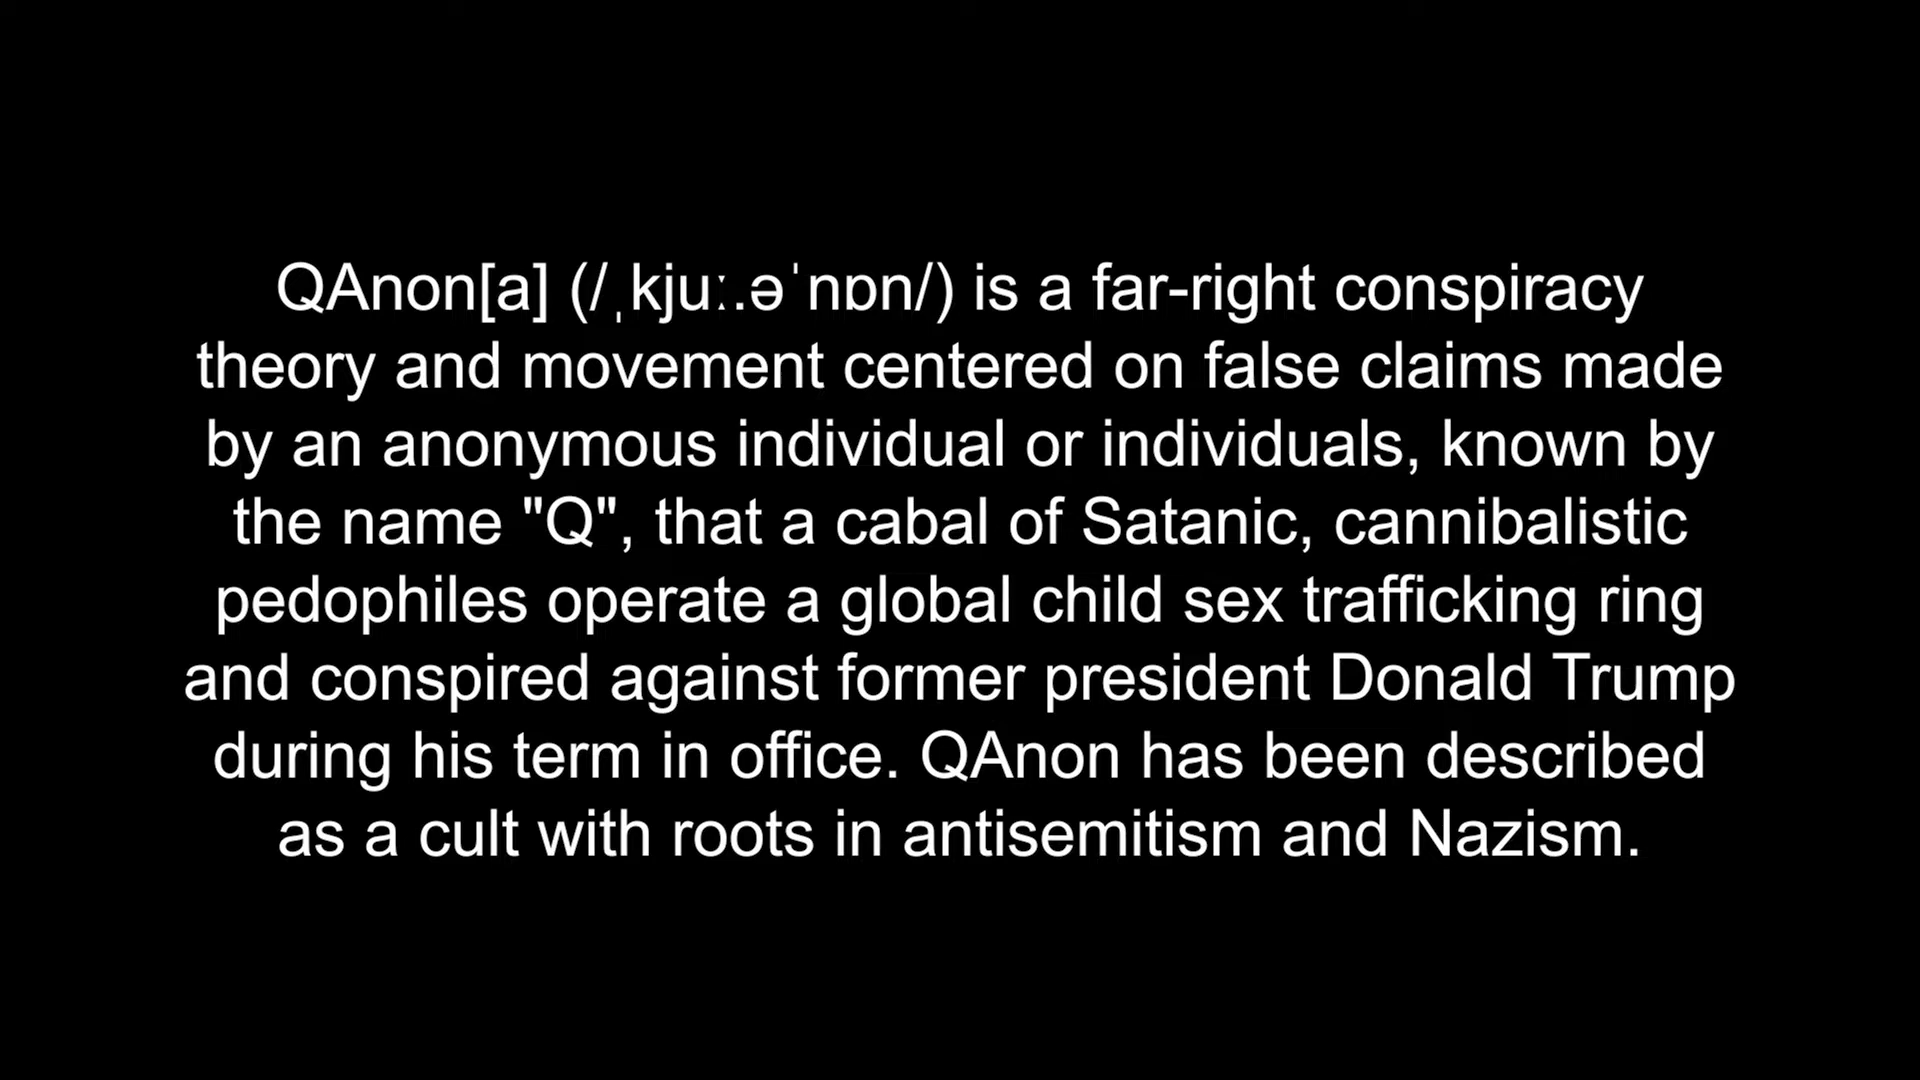 QAnon[a] (/ˌkjuː.əˈnɒn/) is a far-right conspiracy
theory and movement centered on false claims made
by an anonymous individual or individuals, known by
the name "Q", that a cabal of Satanic, cannibalistic
pedophiles operate a global child sex trafficking ring
and conspired against former president Donald Trump
during his term in office. QAnon has been described
as a cult with roots in antisemitism and Nazism.